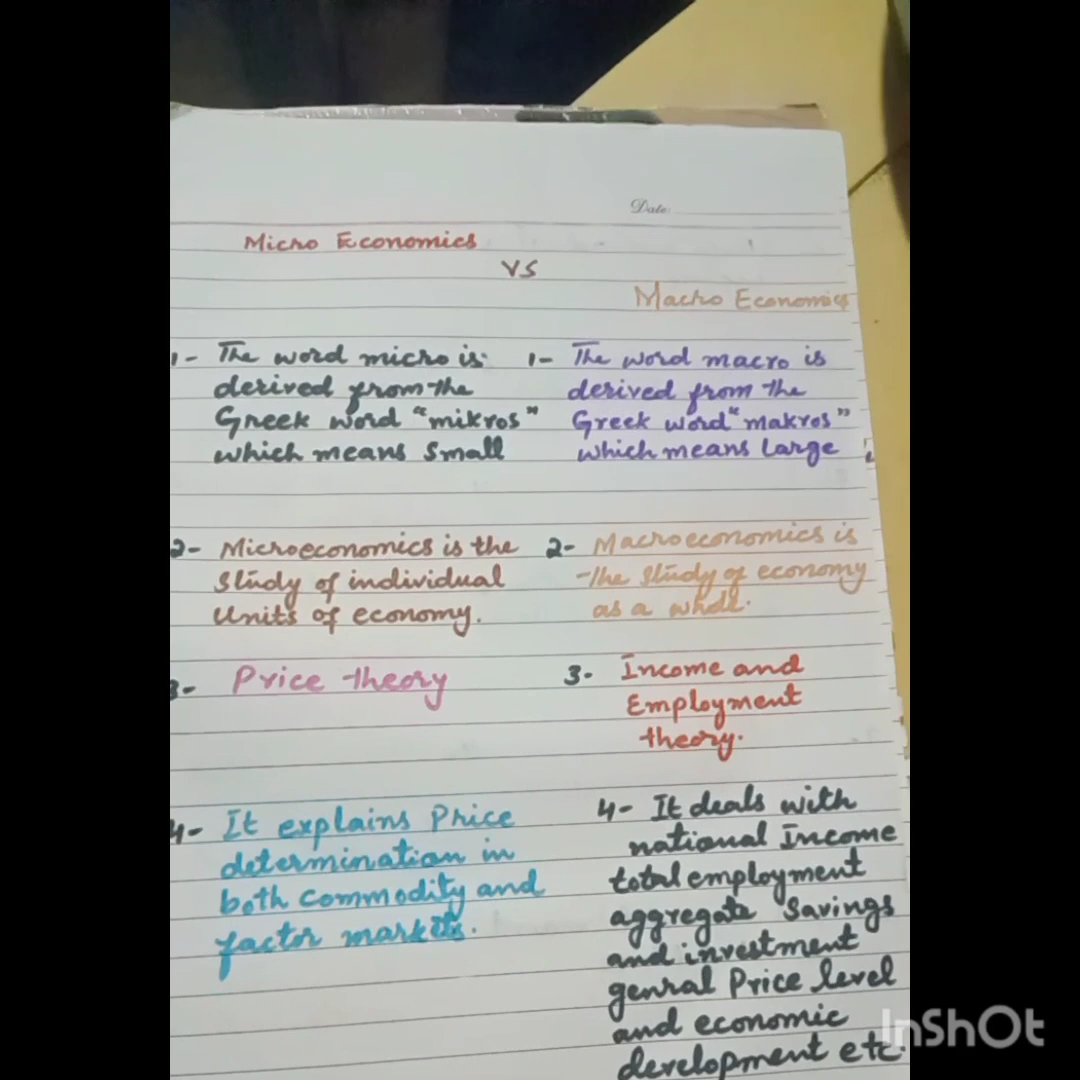 Date
Micro Economics
VS
Macro Economics
1- The word micro is
derived from the
Greek word "mikros"
which means small
1- The word macro is
derived from the
Greek word "makros"
which means large
2- Microeconomics is the
study of individual
Units of economy.
2- Macroeconomics is
the study of economy
as a whole.
3- Price theory
3- Income and
Employment
theory.
4- It explains Price
determination in
both commodity and
factor markets.
4- It deals with
national Income
total employment
aggregate savings
and investment
genral Price level
and economic
development etc.
InShOt